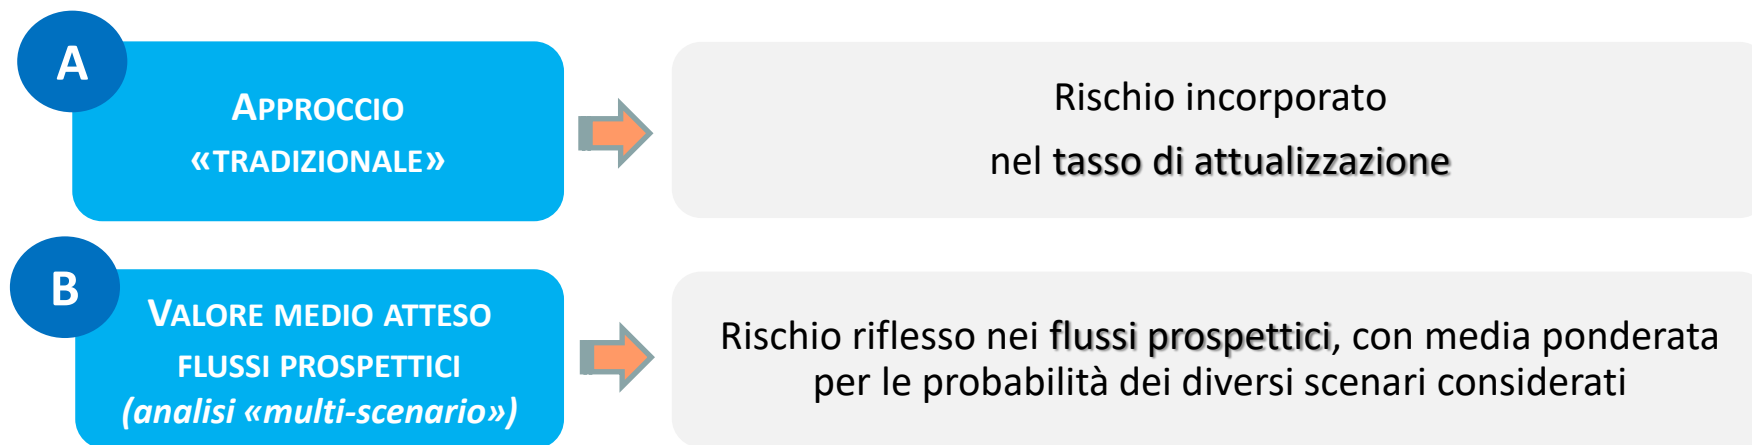 A
APPROCCIO
«TRADIZIONALE»
Rischio incorporato
nel tasso di attualizzazione
B
VALORE MEDIO ATTESO
FLUSSI PROSPETTICI
(analisi «multi-scenario»)
Rischio riflesso nei flussi prospettici, con media ponderata
per le probabilità dei diversi scenari considerati